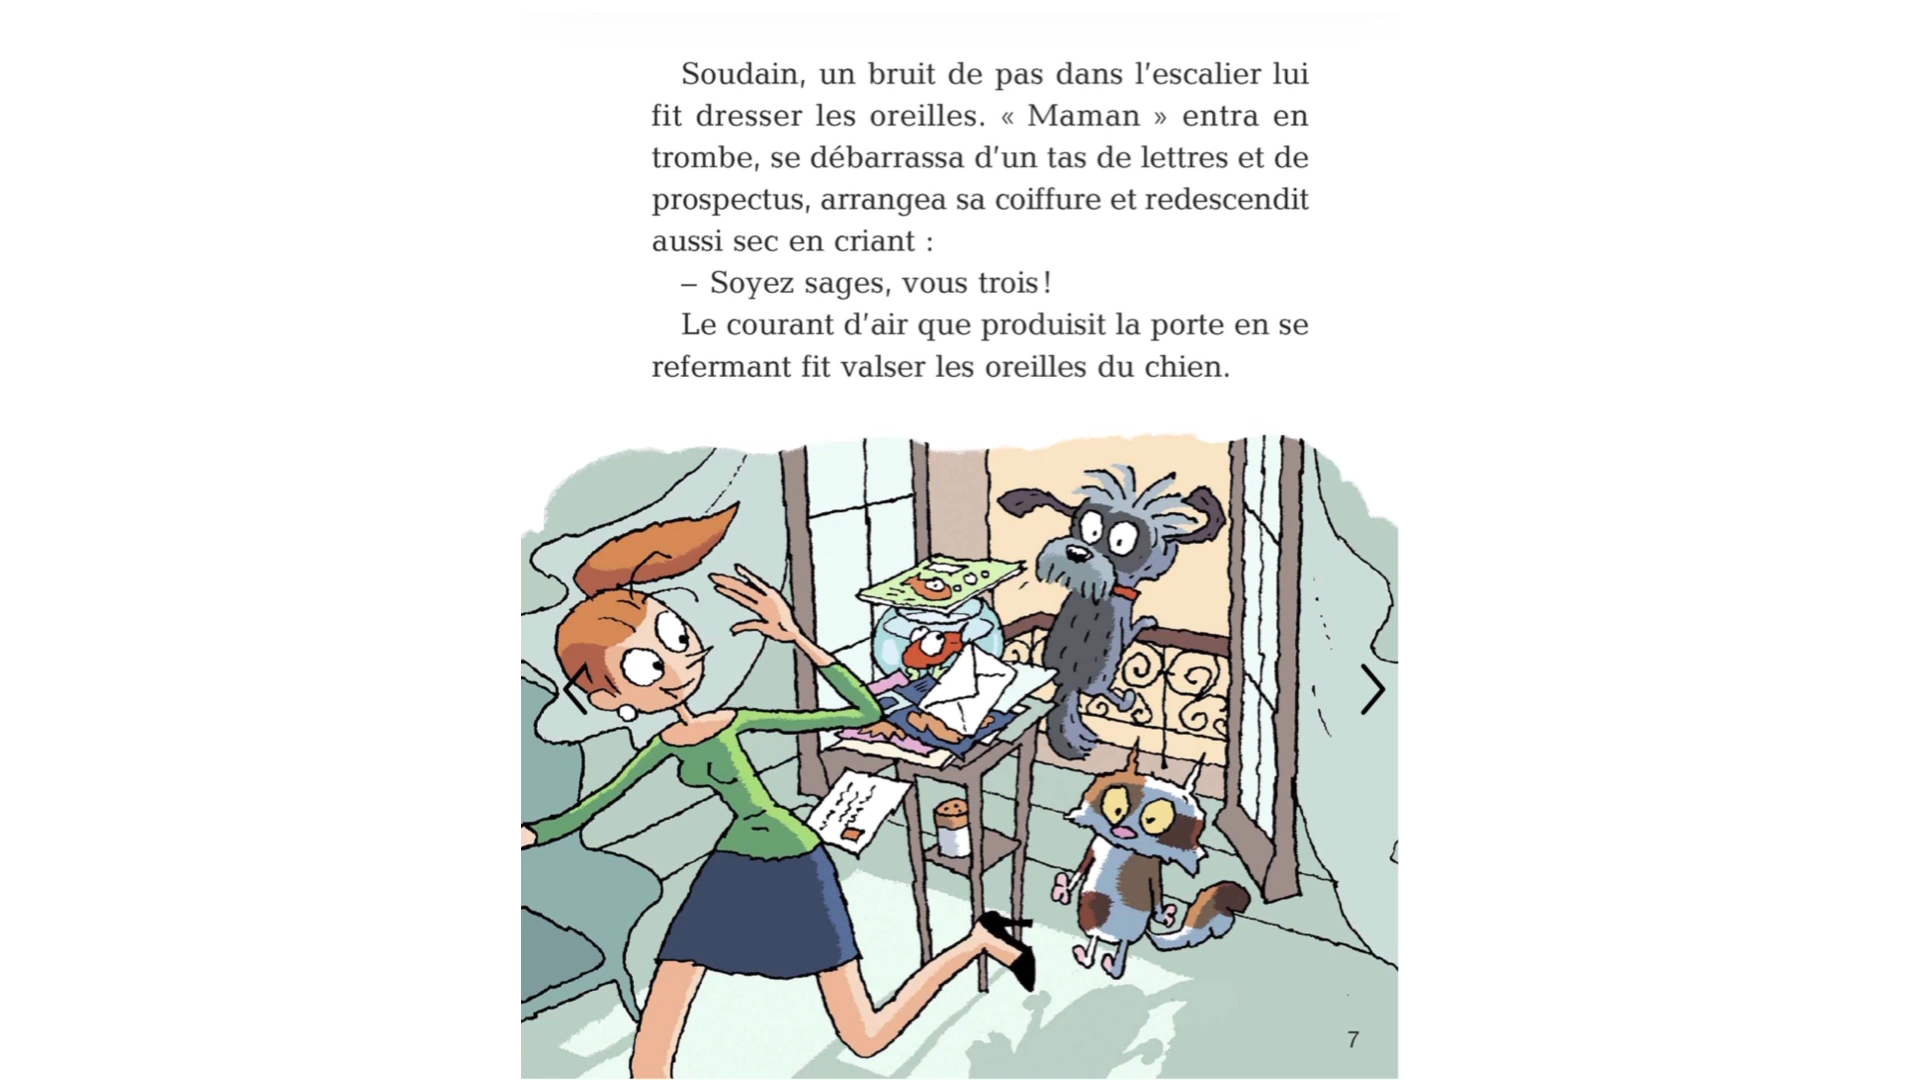 Soudain, un bruit de pas dans l’escalier lui
fit dresser les oreilles. « Maman » entra en
trombe, se débarrassa d’un tas de lettres et de
prospectus, arrangea sa coiffure et redescendit
aussi sec en criant :
– Soyez sages, vous trois !
Le courant d’air que produisit la porte en se
refermant fit valser les oreilles du chien.
7